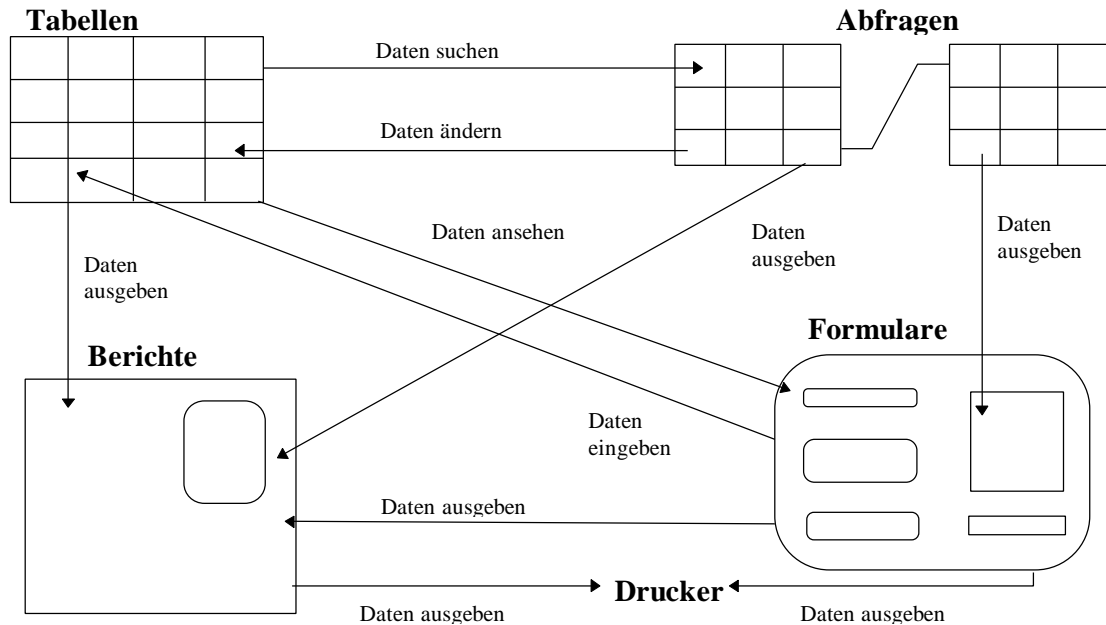 Tabellen
Abfragen
Daten suchen
Daten ändern
Daten ansehen
Daten
ausgeben
Daten
ausgeben
Daten
ausgeben
Formulare
Berichte
Daten
eingeben
Daten ausgeben
Drucker
Daten ausgeben
Daten ausgeben